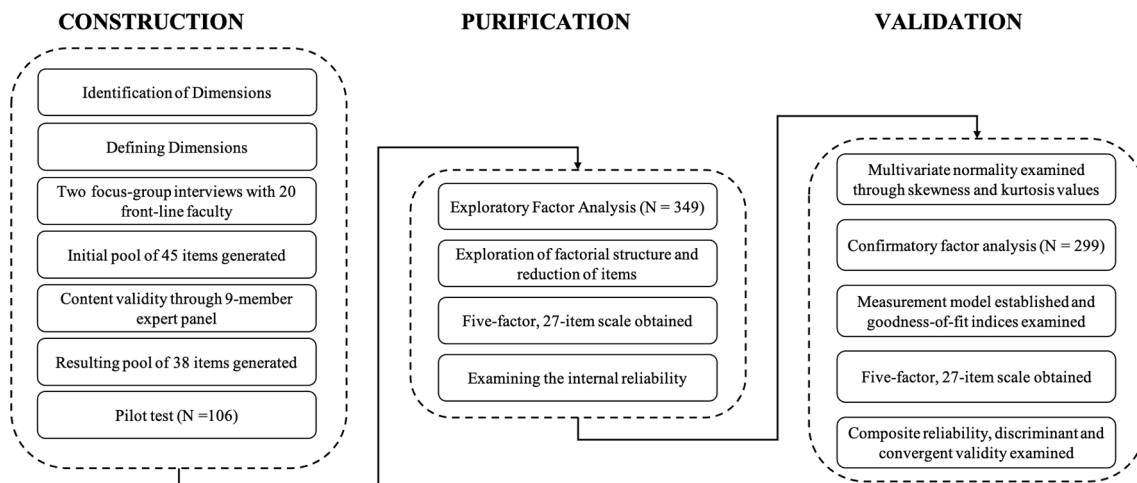 CONSTRUCTION
Identification of Dimensions
Defining Dimensions
Two focus-group interviews with 20
front-line faculty
Initial pool of 45 items generated
Content validity through 9-member
expert panel
Resulting pool of 38 items generated
Pilot test (N =106)
PURIFICATION
Exploratory Factor Analysis (N = 349)
Exploration of factorial structure and
reduction of items
Five-factor, 27-item scale obtained
Examining the internal reliability
VALIDATION
Multivariate normality examined
through skewness and kurtosis values
Confirmatory factor analysis (N = 299)
Measurement model established and
goodness-of-fit indices examined
Five-factor, 27-item scale obtained
Composite reliability, discriminant and
convergent validity examined